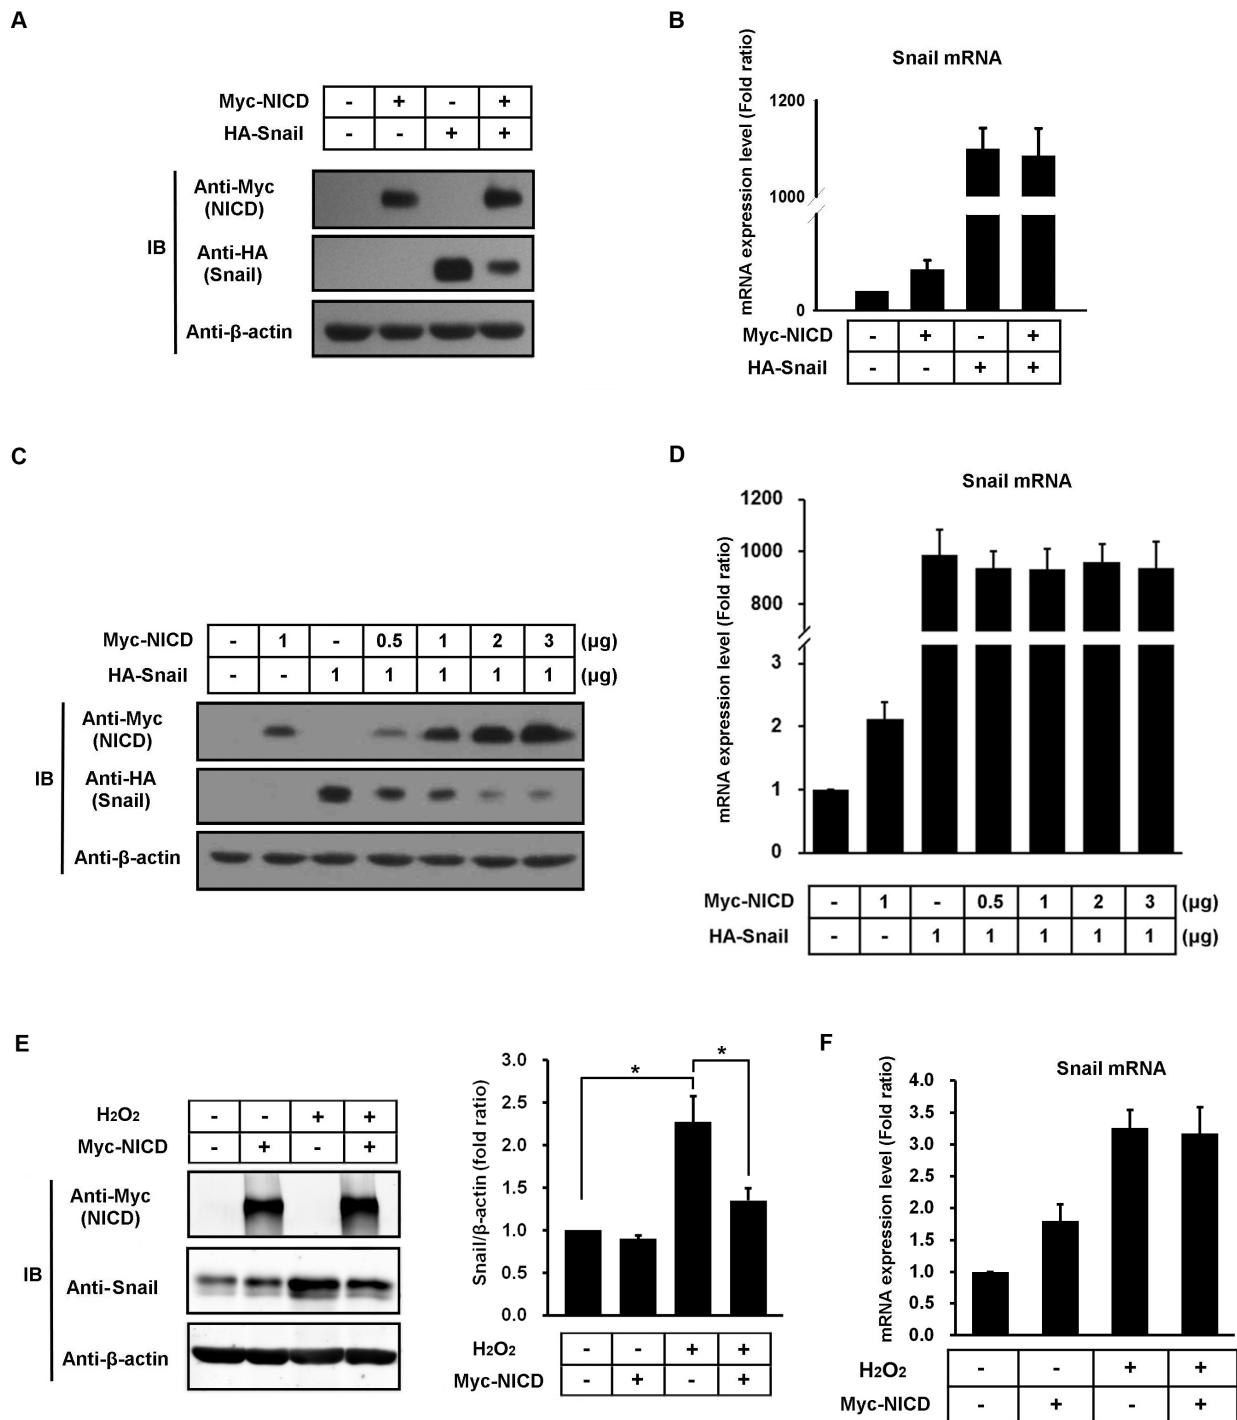 A
Myc-NICD - + - +
HA-Snail - - + +
IB
Anti-Myc
(NICD)
Anti-HA
(Snail)
Anti-β-actin
B
Snail mRNA
mRNA expression level (Fold ratio)
1200
1000
0
Myc-NICD - + - +
HA-Snail - - + +
C
Myc-NICD - 1 - 0.5 1 2 3 (µg)
HA-Snail - - 1 1 1 1 1 (µg)
IB
Anti-Myc
(NICD)
Anti-HA
(Snail)
Anti-β-actin
D
Snail mRNA
mRNA expression level (Fold ratio)
1200
1000
800
3
2
1
0
Myc-NICD - 1 - 0.5 1 2 3 (µg)
HA-Snail - - 1 1 1 1 1 (µg)
E
H2O2 - - + +
Myc-NICD - + - +
IB
Anti-Myc
(NICD)
Anti-Snail
Anti-β-actin
Snail/β-actin (fold ratio)
3.0
2.5
2.0
1.5
1.0
0.5
0.0
* *
H2O2 - - + +
Myc-NICD - + - +
F
Snail mRNA
mRNA expression level (Fold ratio)
4.0
3.5
3.0
2.5
2.0
1.0
0.5
0.0
H2O2 - - + +
Myc-NICD - + - +